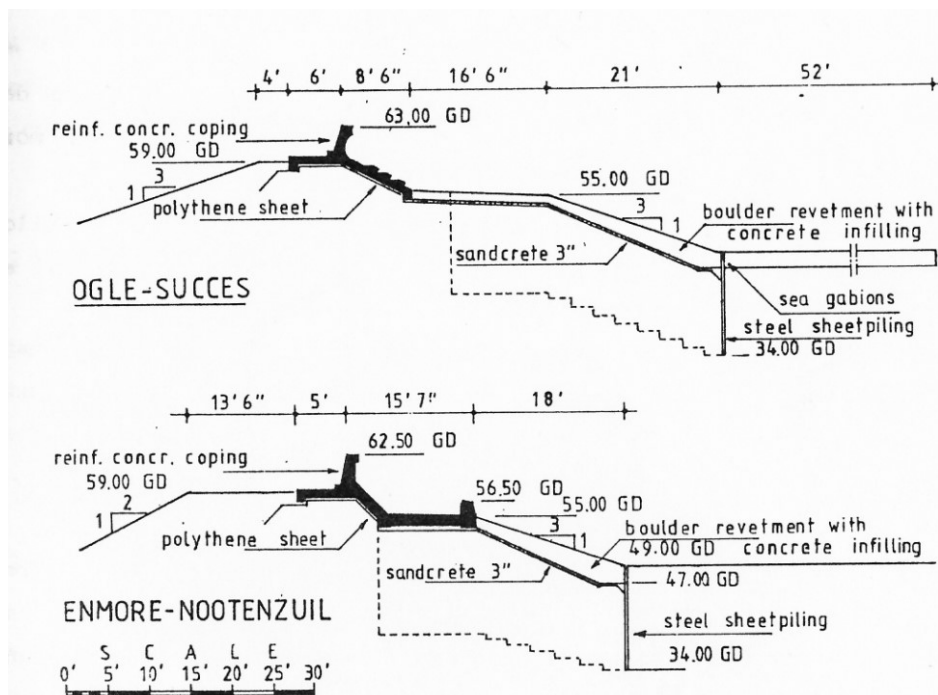 4' 6' 8' 6" 16' 6" 21' 52'
reinf. concr. coping
63,00 GD
59.00 GD
3
1
polythene sheet
55,00 GD
3
1
boulder revetment with
concrete infilling
sandcrete 3"
OGLE-SUCCES
sea gabions
steel sheetpiling
34.00 GD
13' 6" 5' 15' 7" 18'
62.50 GD
reinf. concr. coping
59.00 GD
2
1
polythene sheet
56.50 GD
55.00 GD
3
1
boulder revetment with
49.00 GD concrete infilling
sandcrete 3"
47.00 GD
ENMORE-NOOTENZUIL
steel sheetpiling
34.00 GD
S C A L E
0' 5' 10' 15' 20' 25' 30'